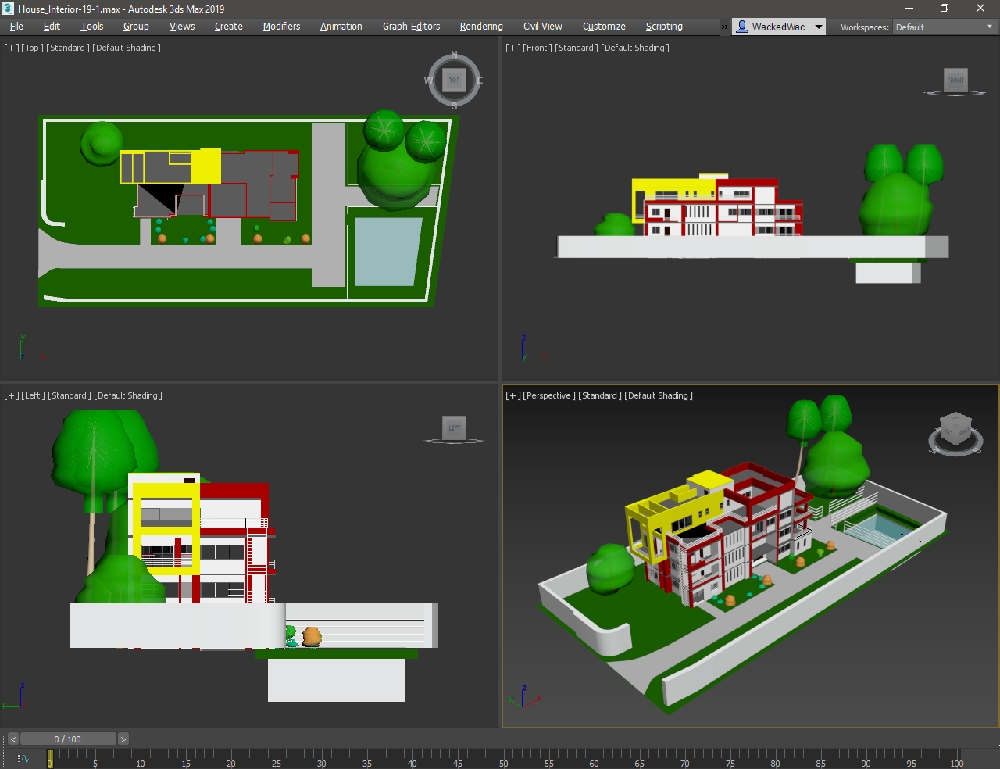 House_Interior-19-1.max - Autodesk 3ds Max 2019
File Edit Tools Group Views Create Modifiers Animation Graph Editors Rendering Civil View Customize Scripting » WackedMac Workspaces: Default
[+] [Top] [Standard] [Default Shading]
[+] [Front] [Standard] [Default Shading]
N
W TOP E
S
FRONT
[+] [Left] [Standard] [Default Shading]
[+] [Perspective] [Standard] [Default Shading]
LEFT
< 0 / 100 >
0 5 10 15 20 25 30 35 40 45 50 55 60 65 70 75 80 85 90 95 100